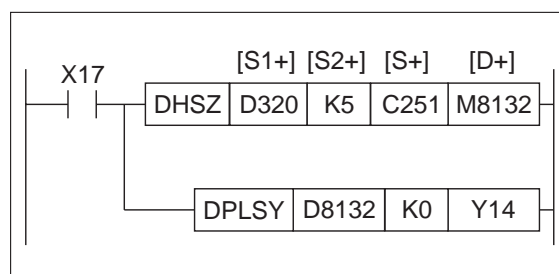 [S1+] [S2+] [S+] [D+]
X17
DHSZ D320 K5 C251 M8132
DPLSY D8132 K0 Y14